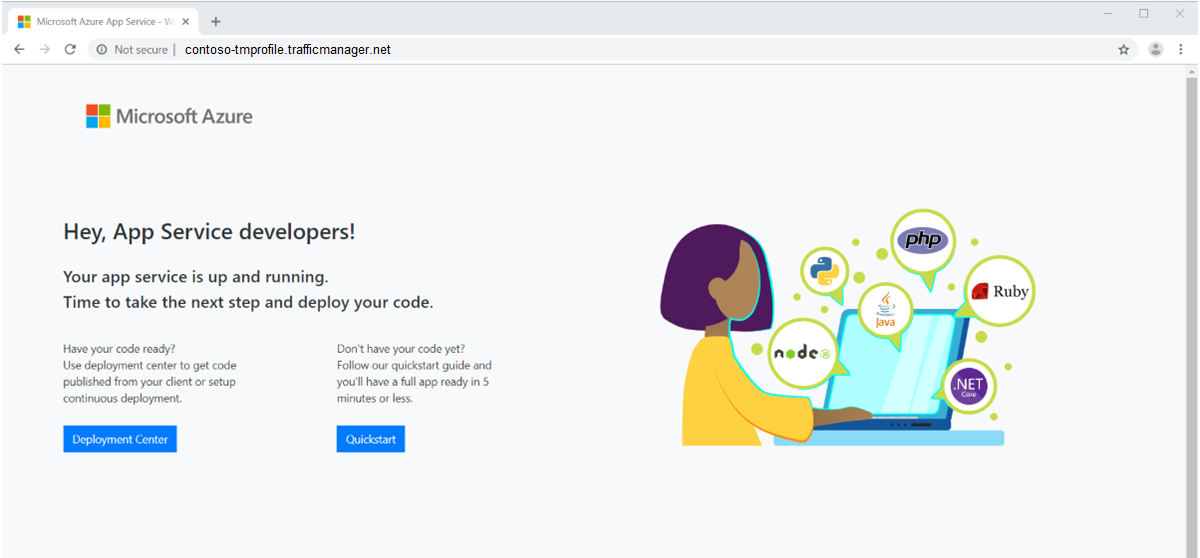 Microsoft Azure App Service - W
Not secure | contoso-tmprofile.trafficmanager.net
Microsoft Azure
Hey, App Service developers!
Your app service is up and running.
Time to take the next step and deploy your code.
Have your code ready?
Use deployment center to get code
published from your client or setup
continuous deployment.
Deployment Center
Don't have your code yet?
Follow our quickstart guide and
you'll have a full app ready in 5
minutes or less.
Quickstart
php
Ruby
Java
node
JS
.NET
Core